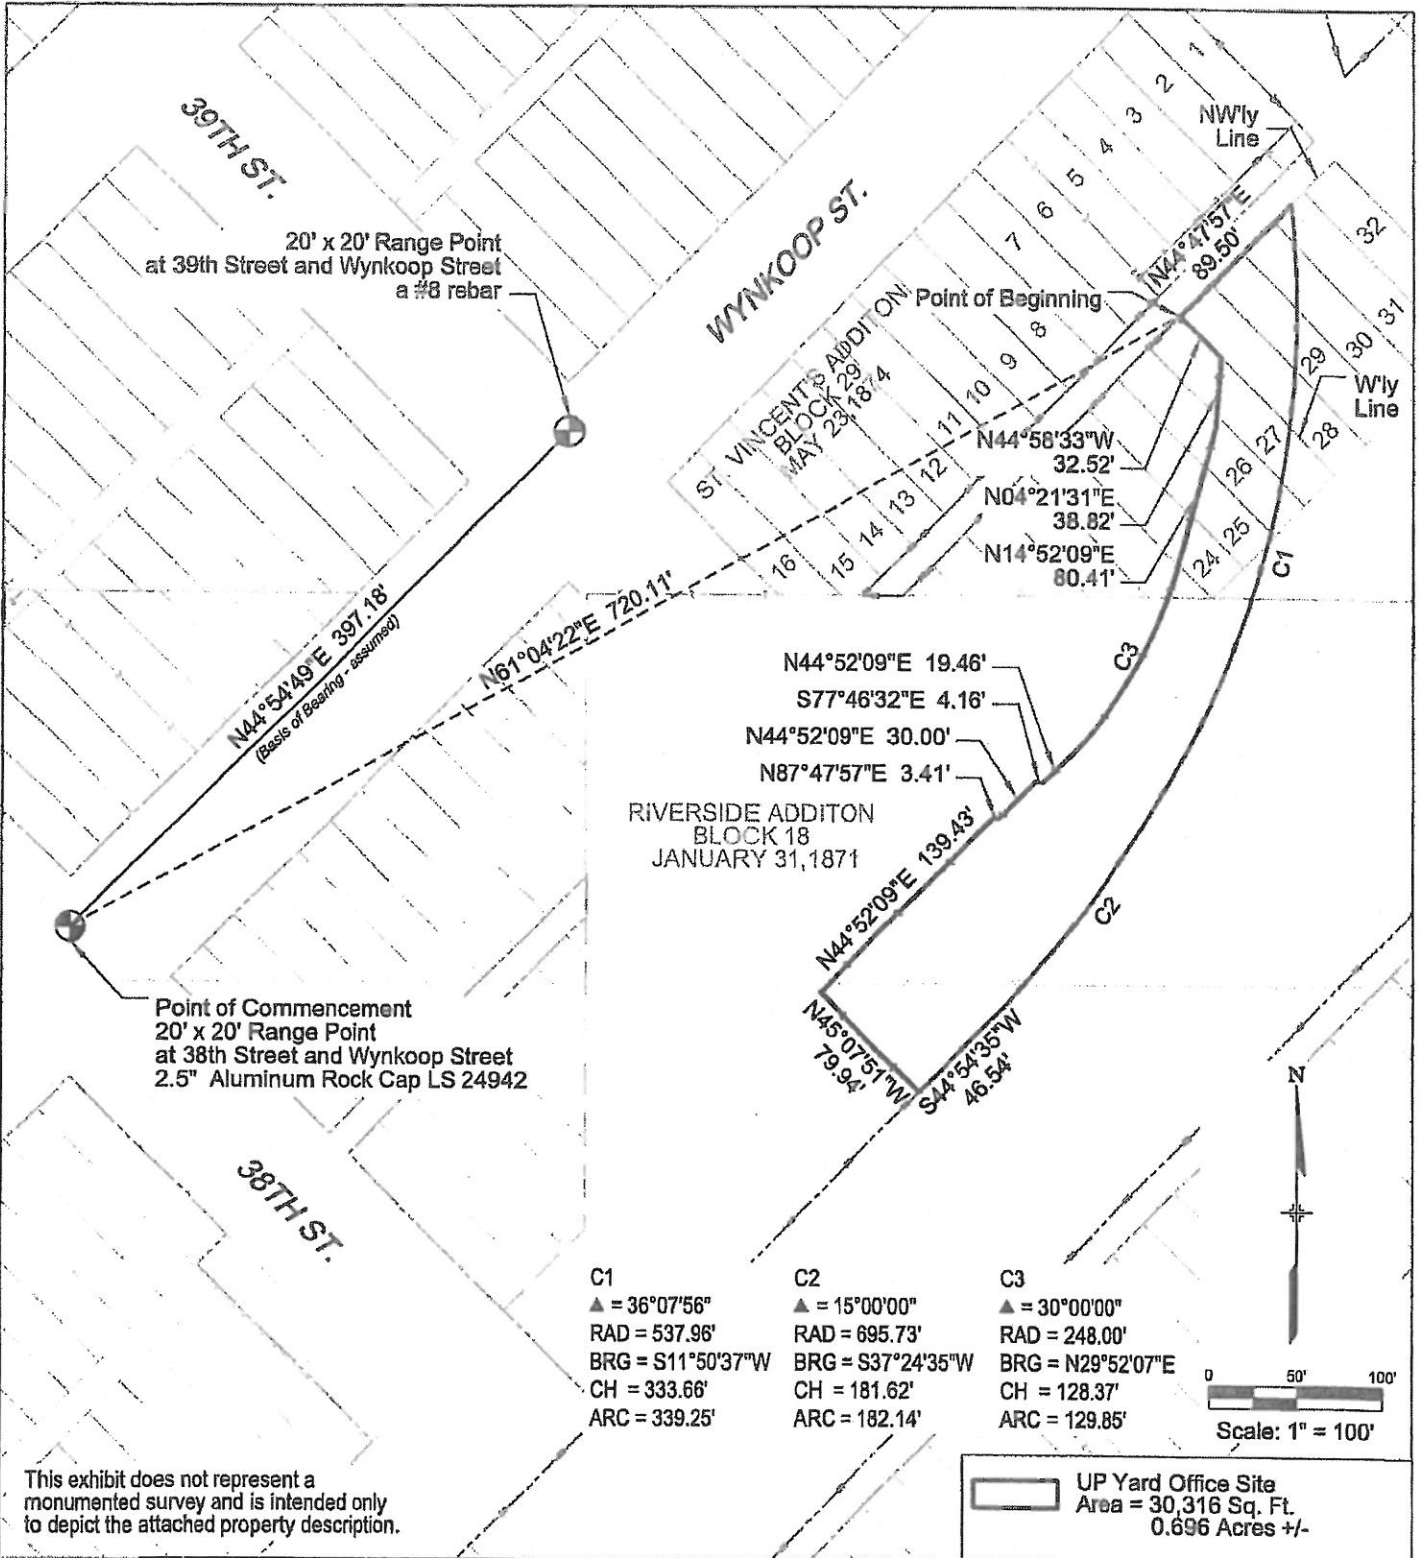 39TH ST.
1
2
3
4
5
6
7
8
9
10
11
12
13
14
15
16
NW'ly
Line
WYNKOOP ST.
20' x 20' Range Point
at 39th Street and Wynkoop Street
a #8 rebar
N44°47'57"E
89.50'
32
31
30
29
28
27
26
25
24
Point of Beginning
W'ly
Line
ST VINCENT'S ADDITON
BLOCK 29
MAY 23,1874
N44°58'33"W
32.52'
N04°21'31"E
38.82'
N14°52'09"E
80.41'
C1
N44°54'49"E 397.18'
(Basis of Bearing - assumed)
N61°04'22"E 720.11'
C3
N44°52'09"E 19.46'
S77°46'32"E 4.16'
N44°52'09"E 30.00'
N87°47'57"E 3.41'
RIVERSIDE ADDITON
BLOCK 18
JANUARY 31,1871
N44°52'09"E 139.43'
C2
N45°07'51"W
79.94'
S44°54'35"W
46.54'
Point of Commencement
20' x 20' Range Point
at 38th Street and Wynkoop Street
2.5" Aluminum Rock Cap LS 24942
N
38TH ST.
C1
▲ = 36°07'56"
RAD = 537.96'
BRG = S11°50'37"W
CH = 333.66'
ARC = 339.25'
C2
▲ = 15°00'00"
RAD = 695.73'
BRG = S37°24'35"W
CH = 181.62'
ARC = 182.14'
C3
▲ = 30°00'00"
RAD = 248.00'
BRG = N29°52'07"E
CH = 128.37'
ARC = 129.85'
0 50' 100'
Scale: 1" = 100'
This exhibit does not represent a
monumented survey and is intended only
to depict the attached property description.
UP Yard Office Site
Area = 30,316 Sq. Ft.
0.696 Acres +/-